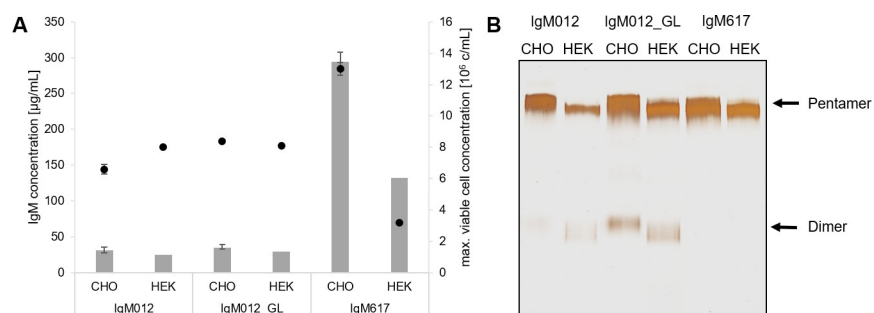 A
IgM concentration [µg/mL]
350
300
250
200
150
100
50
0
16
14
12
10
8
6
4
2
0
max. viable cell concentration [10⁶ c/mL]
CHO HEK CHO HEK CHO HEK
IgM012 IgM012_GL IgM617
B
IgM012 IgM012_GL IgM617
CHO HEK CHO HEK CHO HEK
Pentamer
Dimer